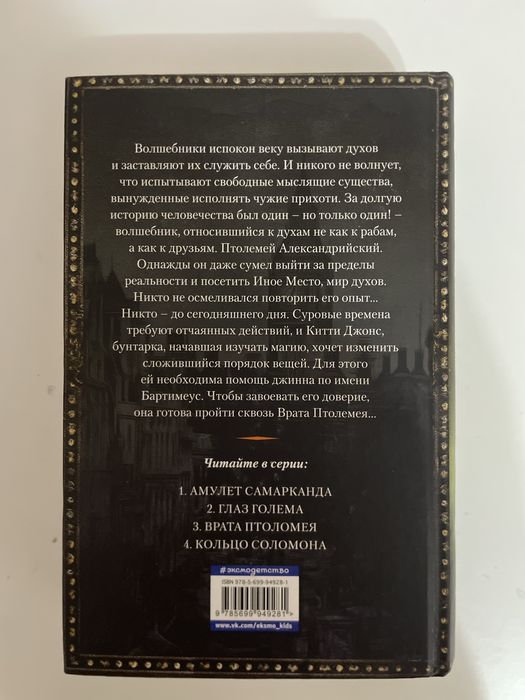 Волшебники испокон веку вызывают духов
и заставляют их служить себе. И никого не волнует,
что испытывают свободные мыслящие существа,
вынужденные исполнять чужие прихоти. За долгую
историю человечества был один – но только один! –
волшебник, относившийся к духам не как к рабам,
а как к друзьям. Птолемей Александрийский.
Однажды он даже сумел выйти за пределы
реальности и посетить Иное Место, мир духов.
Никто не осмеливался повторить его опыт...
Никто – до сегодняшнего дня. Суровые времена
требуют отчаянных действий, и Китти Джонс,
бунтарка, начавшая изучать магию, хочет изменить
сложившийся порядок вещей. Для этого
ей необходима помощь джинна по имени
Бартимеус. Чтобы завоевать его доверие,
она готова пройти сквозь Врата Птолемея...
Читайте в серии:
1. АМУЛЕТ САМАРКАНДА
2. ГЛАЗ ГОЛЕМА
3. ВРАТА ПТОЛОМЕЯ
4. КОЛЬЦО СОЛОМОНА
#эксмодетство
ISBN 978-5-699-94928-1
9 785699 949281 >
www.vk.com/eksmo_kids